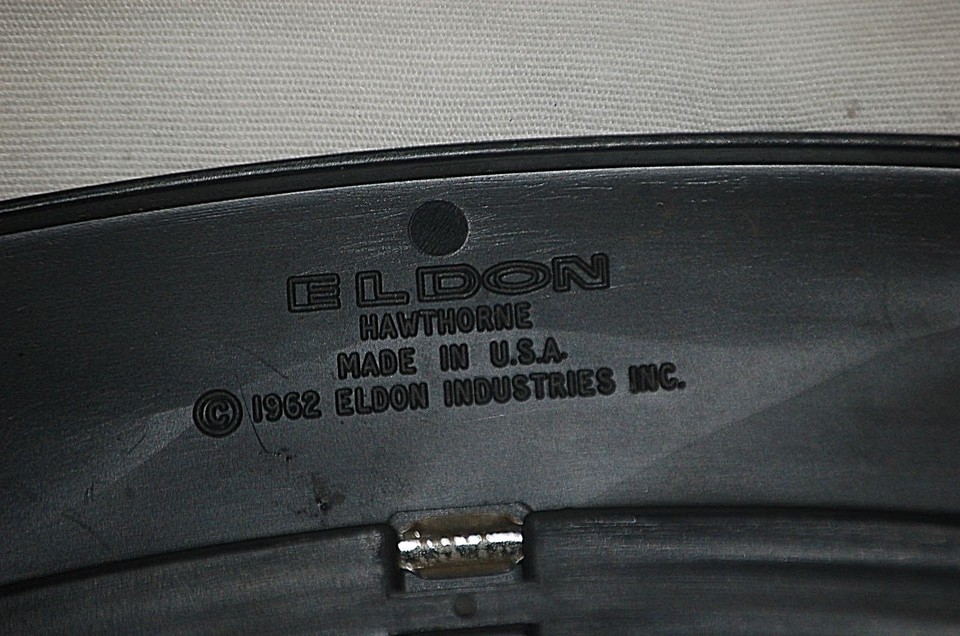 ELDON
HAWTHORNE
MADE IN U.S.A.
© 1962 ELDON INDUSTRIES INC.